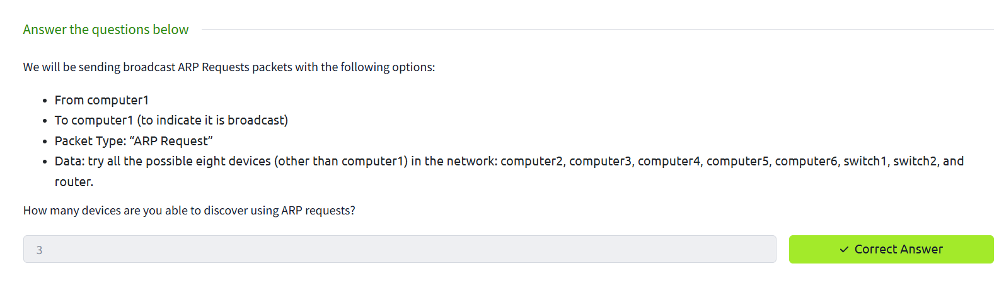 Answer the questions below
We will be sending broadcast ARP Requests packets with the following options:
• From computer1
• To computer1 (to indicate it is broadcast)
• Packet Type: “ARP Request”
• Data: try all the possible eight devices (other than computer1) in the network: computer2, computer3, computer4, computer5, computer6, switch1, switch2, and
router.
How many devices are you able to discover using ARP requests?
3
✓ Correct Answer